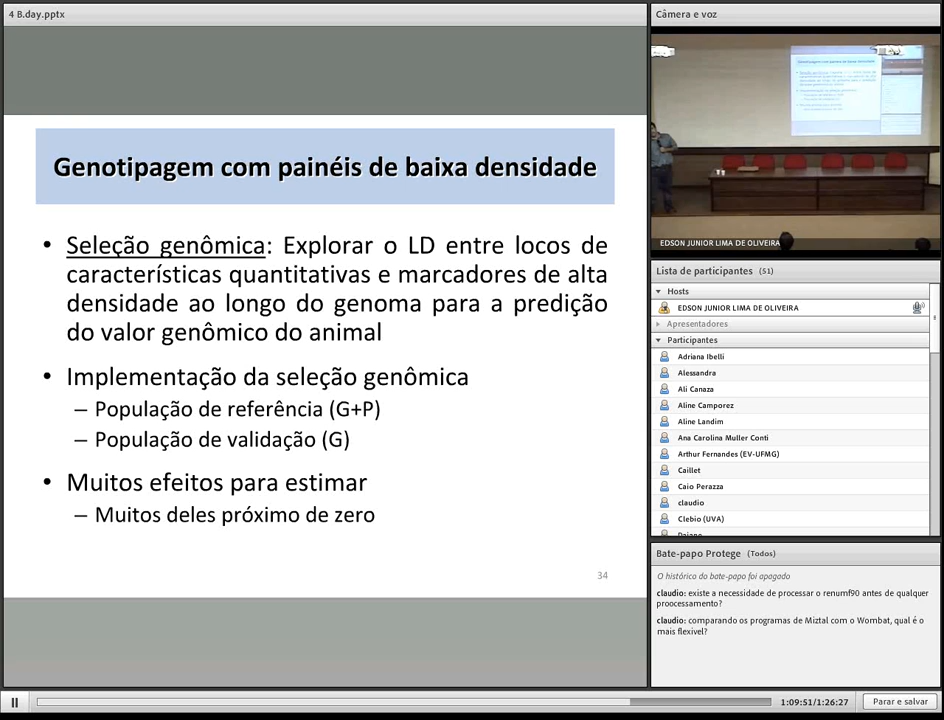 4 B.day.pptx
Genotipagem com painéis de baixa densidade
• Seleção genômica: Explorar o LD entre locos de
características quantitativas e marcadores de alta
densidade ao longo do genoma para a predição
do valor genômico do animal
• Implementação da seleção genômica
– População de referência (G+P)
– População de validação (G)
• Muitos efeitos para estimar
– Muitos deles próximo de zero
34
Câmera e voz
Genotipagem com painéis de baixa densidade
EDSON JUNIOR LIMA DE OLIVEIRA
Lista de participantes (51)
Hosts
EDSON JUNIOR LIMA DE OLIVEIRA
Apresentadores
Participantes
Adriana Ibelli
Alessandra
Ali Canaza
Aline Camporez
Aline Landim
Ana Carolina Muller Conti
Arthur Fernandes (EV-UFMG)
Caillet
Caio Perazza
claudio
Clebio (UVA)
Bate-papo Protege (Todos)
O histórico do bate-papo foi apagado
claudio: existe a necessidade de processar o renumf90 antes de qualquer
proocessamento?
claudio: comparando os programas de Miztal com o Wombat, qual é o
mais flexivel?
1:09:51/1:26:27
Parar e salvar